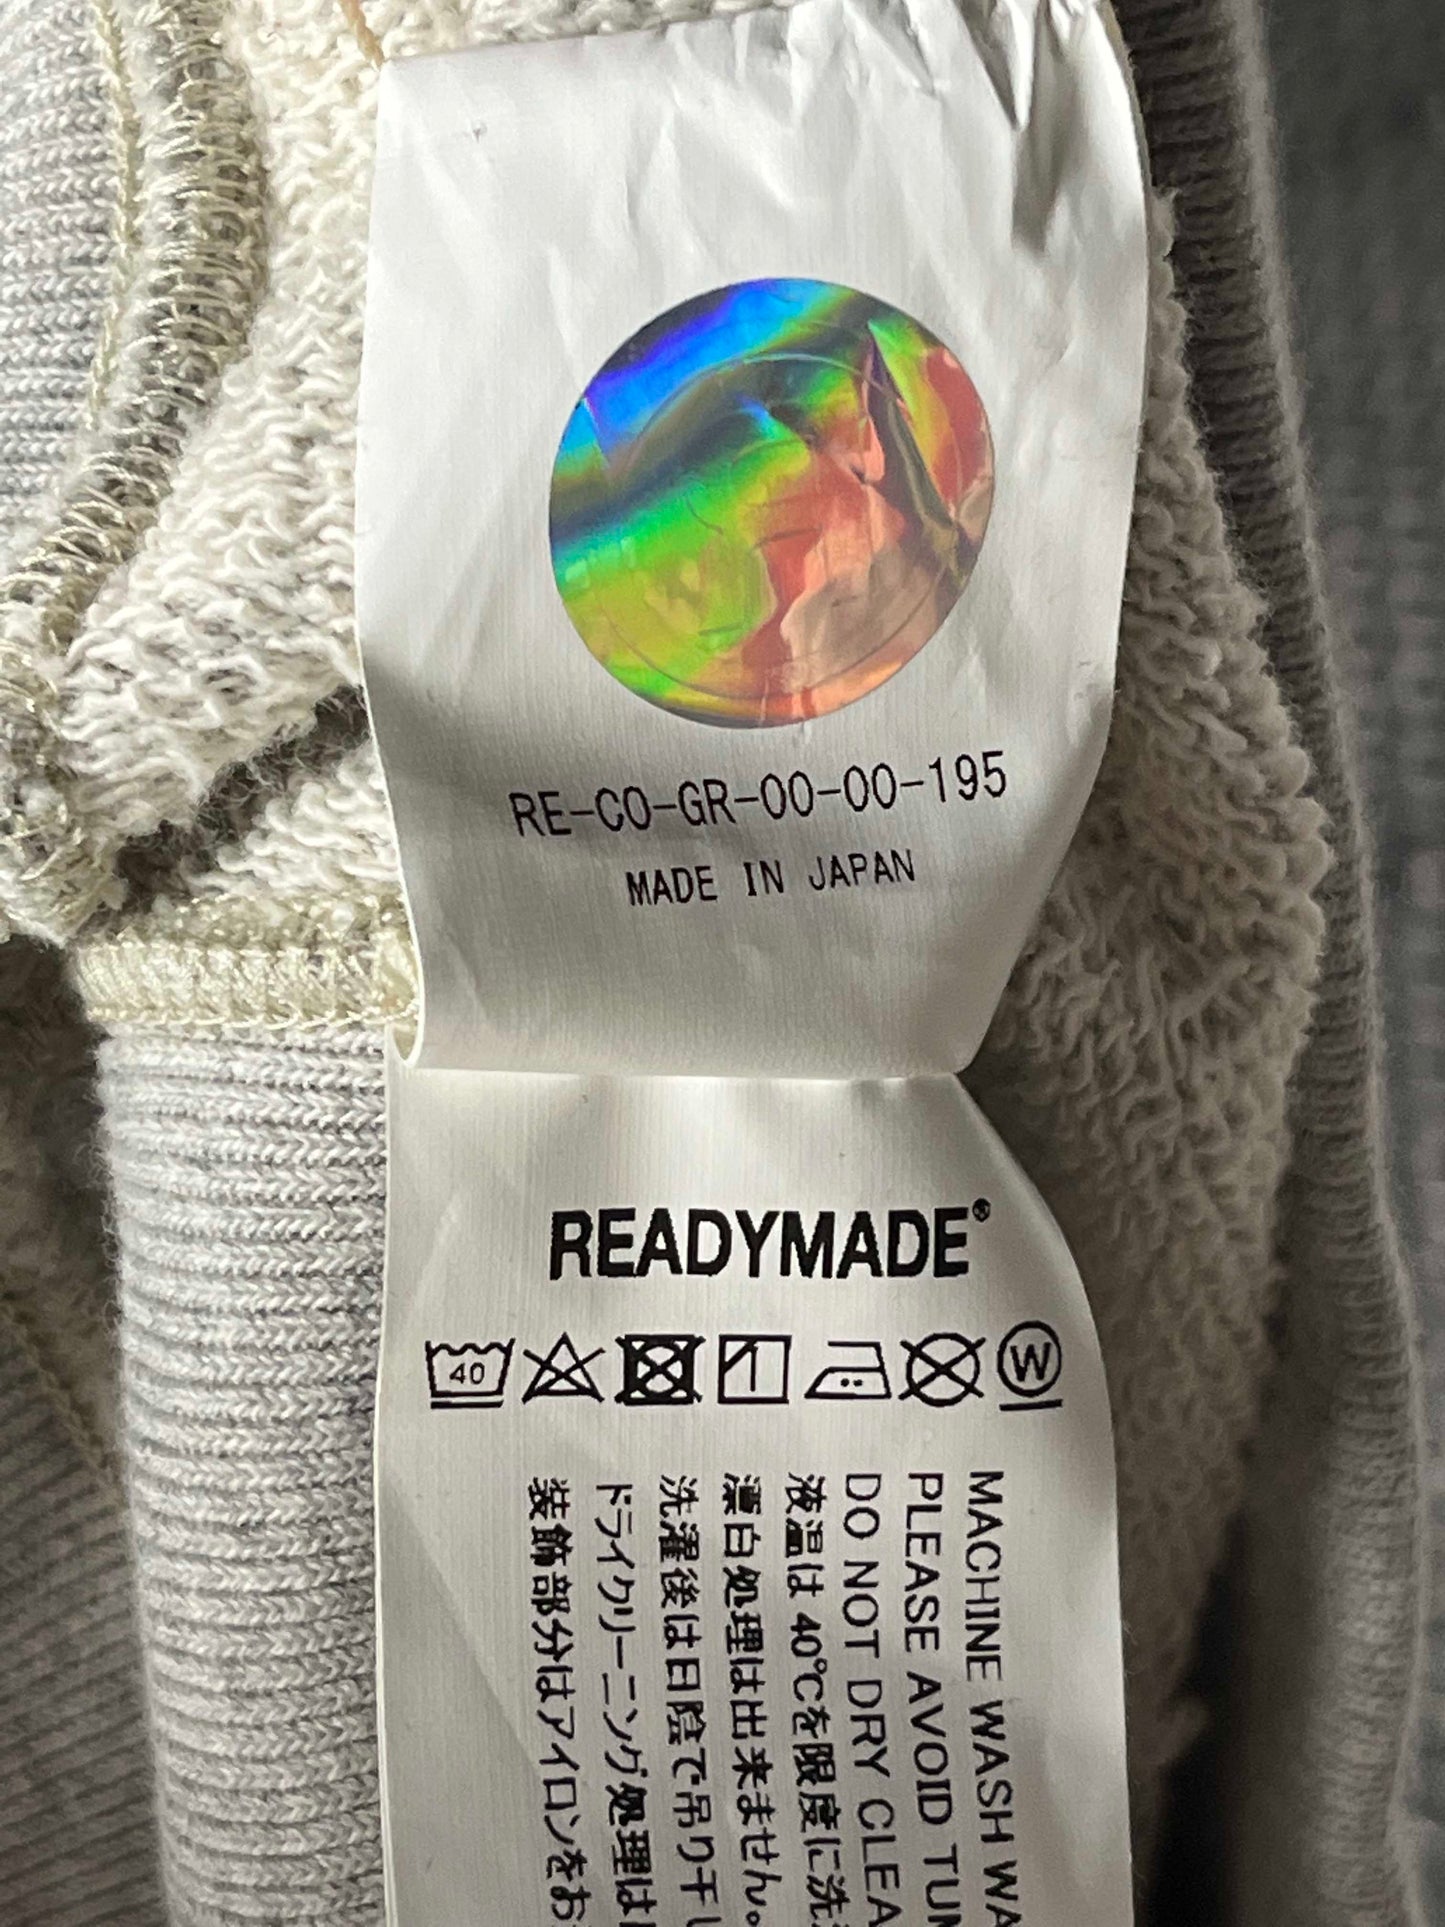 RE-CO-GR-00-00-195
MADE IN JAPAN
READYMADE®
40
W
MACHINE WASH WA
PLEASE AVOID TUM
DO NOT DRY CLEA
液温は 40℃を限度に洗
漂白処理は出来ません。
洗濯後は日陰で吊り干し
ドライクリーニング処理は
装飾部分はアイロンをお